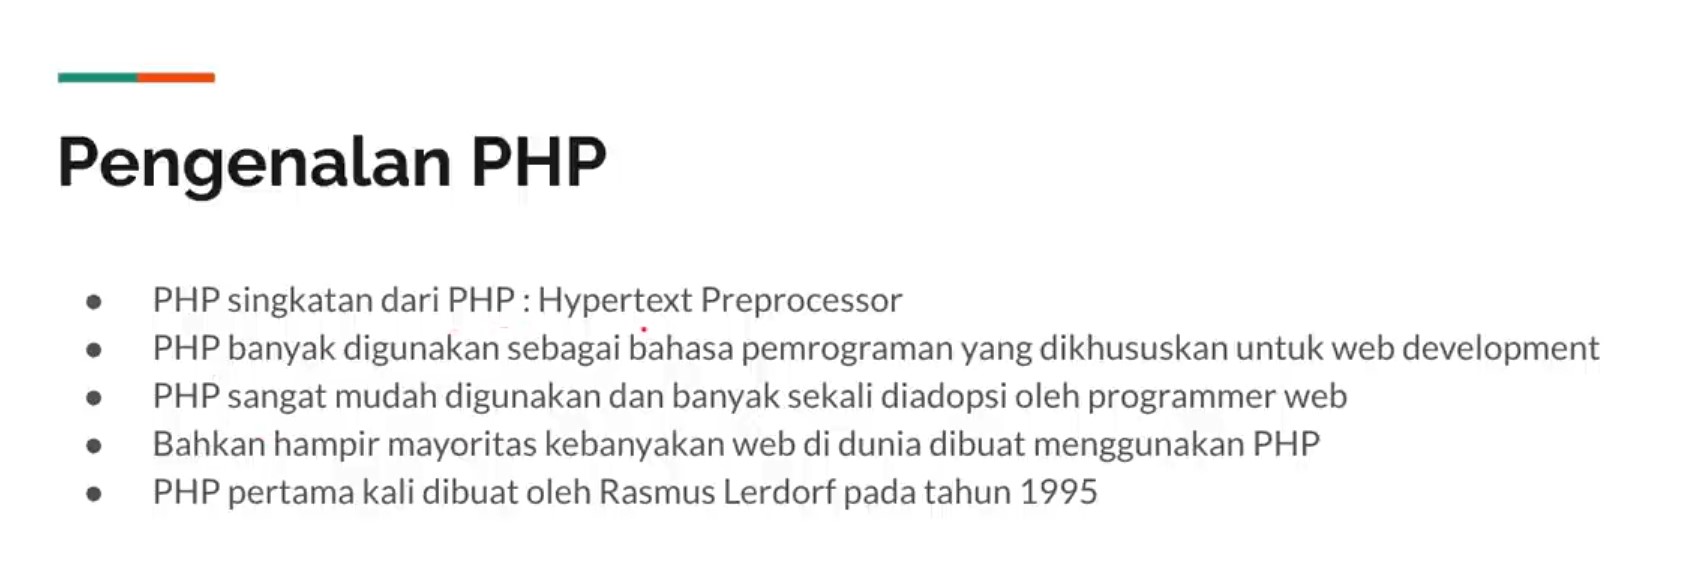 Pengenalan PHP
● PHP singkatan dari PHP : Hypertext Preprocessor
● PHP banyak digunakan sebagai bahasa pemrograman yang dikhususkan untuk web development
● PHP sangat mudah digunakan dan banyak sekali diadopsi oleh programmer web
● Bahkan hampir mayoritas kebanyakan web di dunia dibuat menggunakan PHP
● PHP pertama kali dibuat oleh Rasmus Lerdorf pada tahun 1995